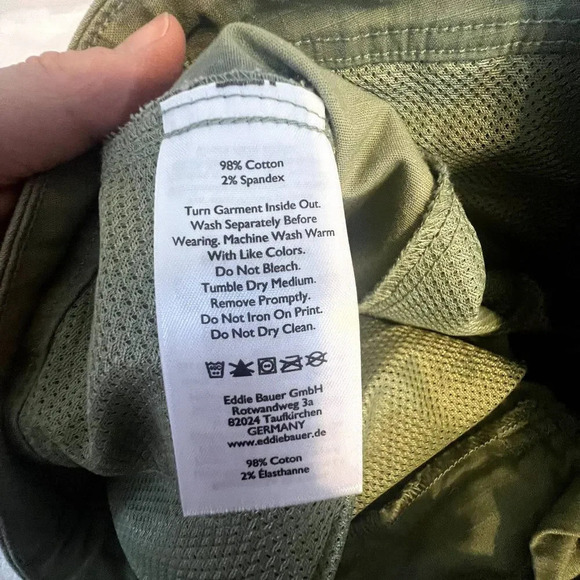 98% Cotton
2% Spandex
Turn Garment Inside Out.
Wash Separately Before
Wearing. Machine Wash Warm
With Like Colors.
Do Not Bleach.
Tumble Dry Medium.
Remove Promptly.
Do Not Iron On Print.
Do Not Dry Clean.
Eddie Bauer GmbH
Rotwandweg 3a
82024 Taufkirchen
GERMANY
www.eddiebauer.de
98% Coton
2% Élasthanne